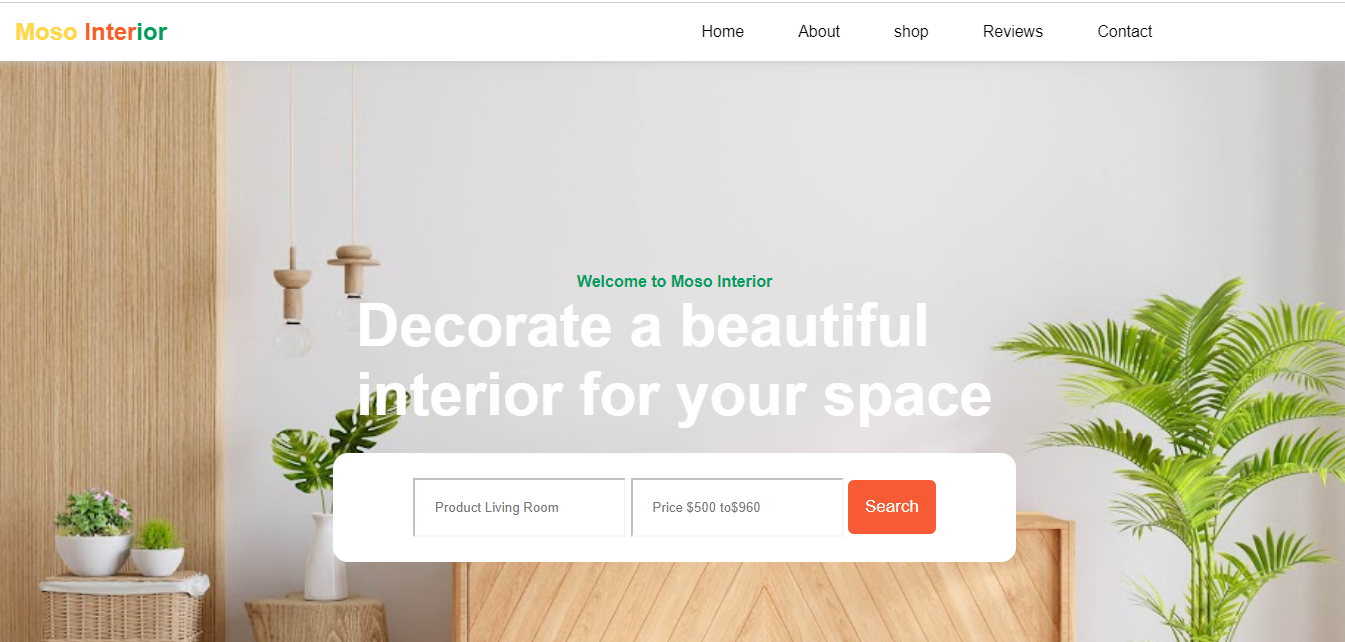 Moso Interior
Home About shop Reviews Contact
Welcome to Moso Interior
Decorate a beautiful
interior for your space
Product Living Room
Price $500 to$960
Search